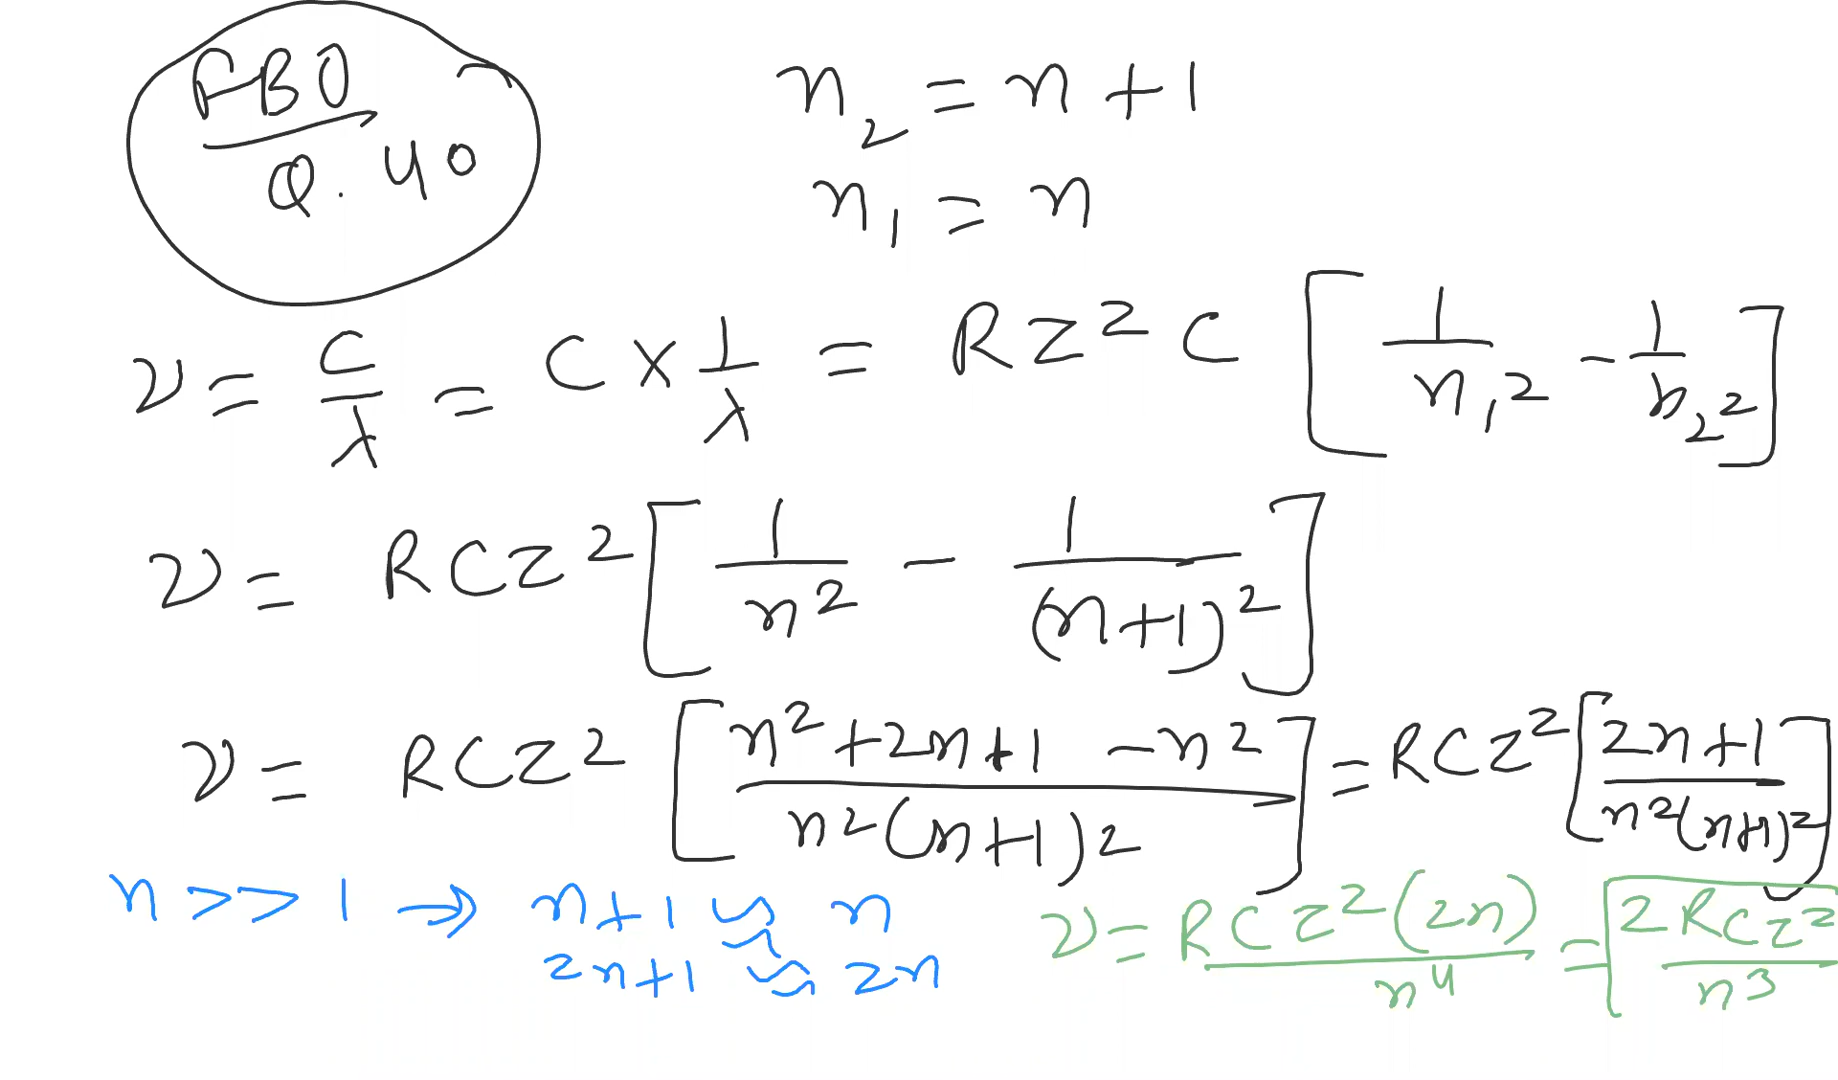 FBO
Q. 40
n₂ = n + 1
n₁ = n
ν = c/λ = C × 1/λ = RZ²C [1/n₁² - 1/n₂²]
ν = RCZ² [1/n² - 1/(n+1)²]
ν = RCZ² [(n²+2n+1 -n²)/(n²(n+1)²)] = RCZ² [(2n+1)/(n²(n+1)²)]
n >> 1 → n+1 ≈ n
2n+1 ≈ 2n
ν = RCZ²(2n)/n⁴ = 2RCZ²/n³